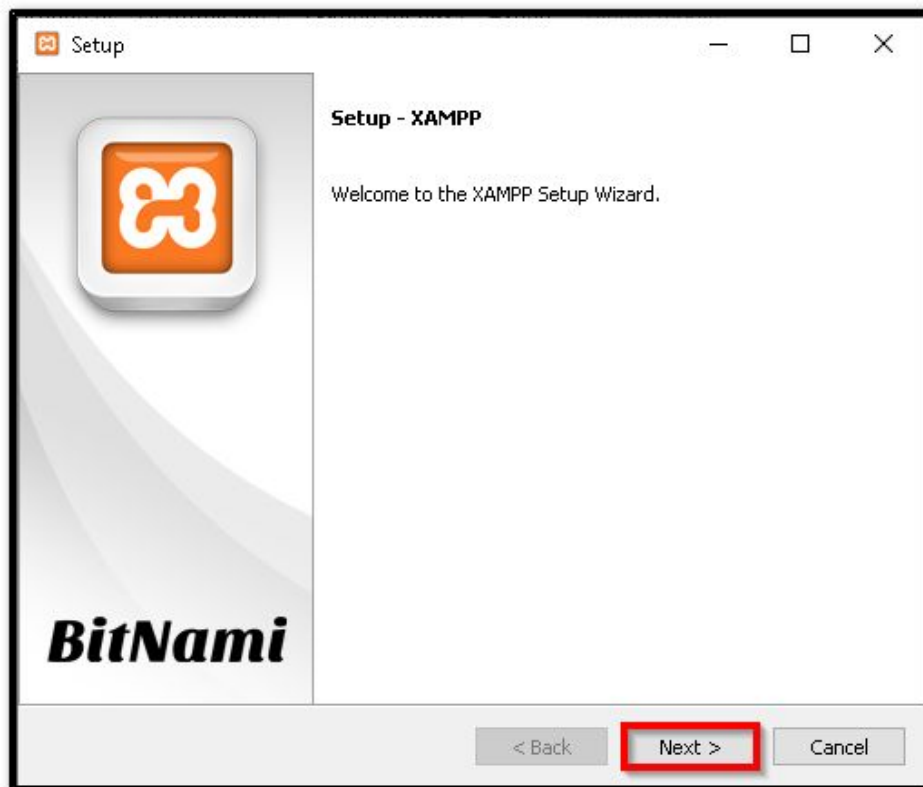 Setup
Setup - XAMPP
Welcome to the XAMPP Setup Wizard.
BitNami
< Back
Next >
Cancel